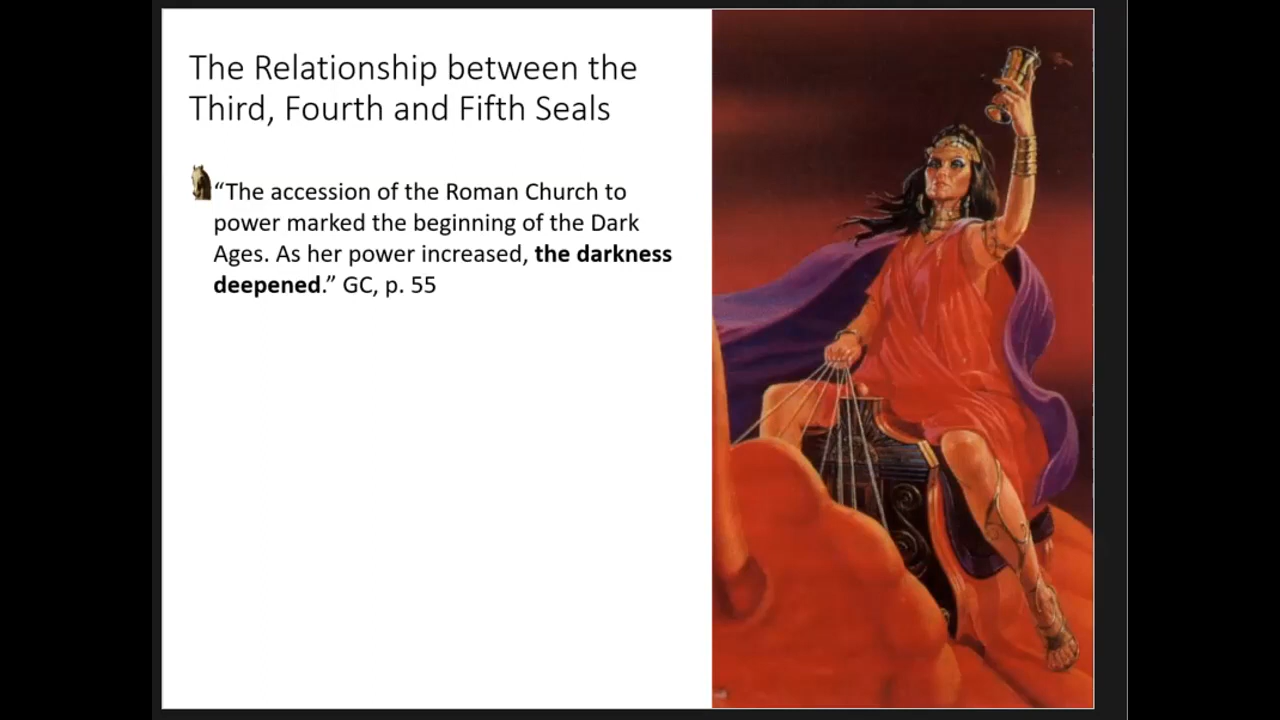 The Relationship between the
Third, Fourth and Fifth Seals
“The accession of the Roman Church to
power marked the beginning of the Dark
Ages. As her power increased, the darkness
deepened.” GC, p. 55